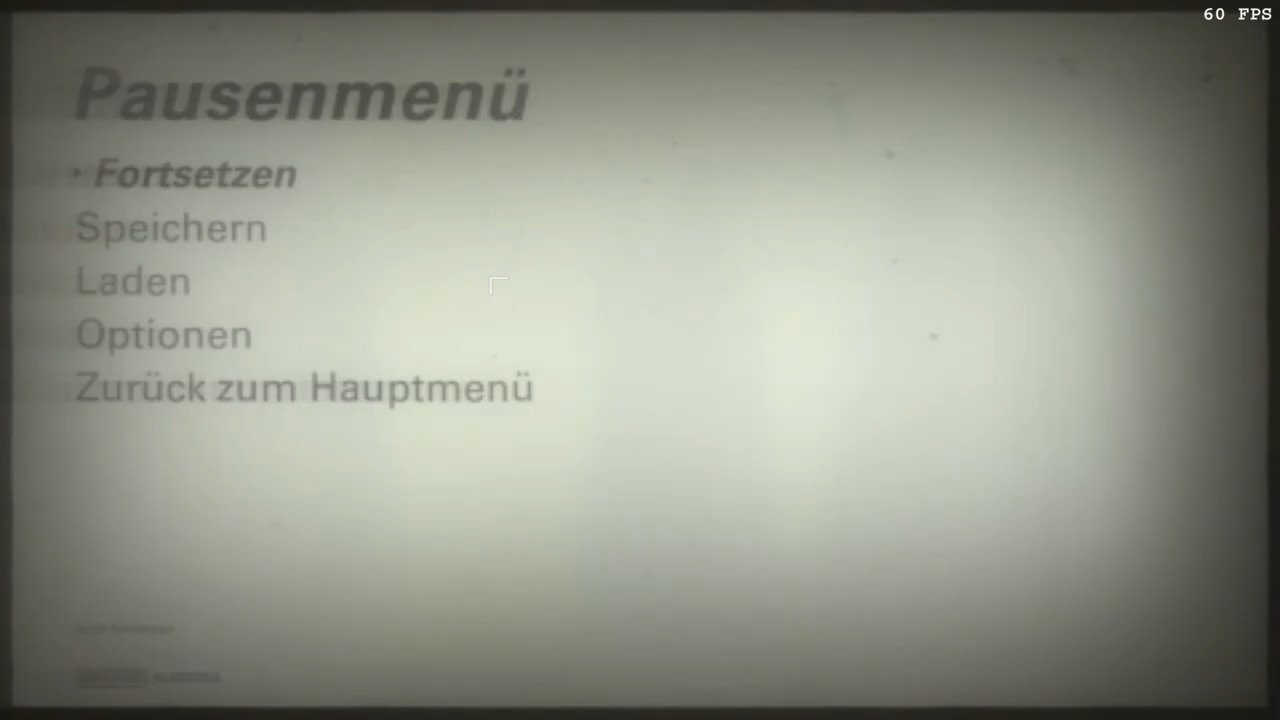 60 FPS
Pausenmenü
Fortsetzen
Speichern
Laden
Optionen
Zurück zum Hauptmenü